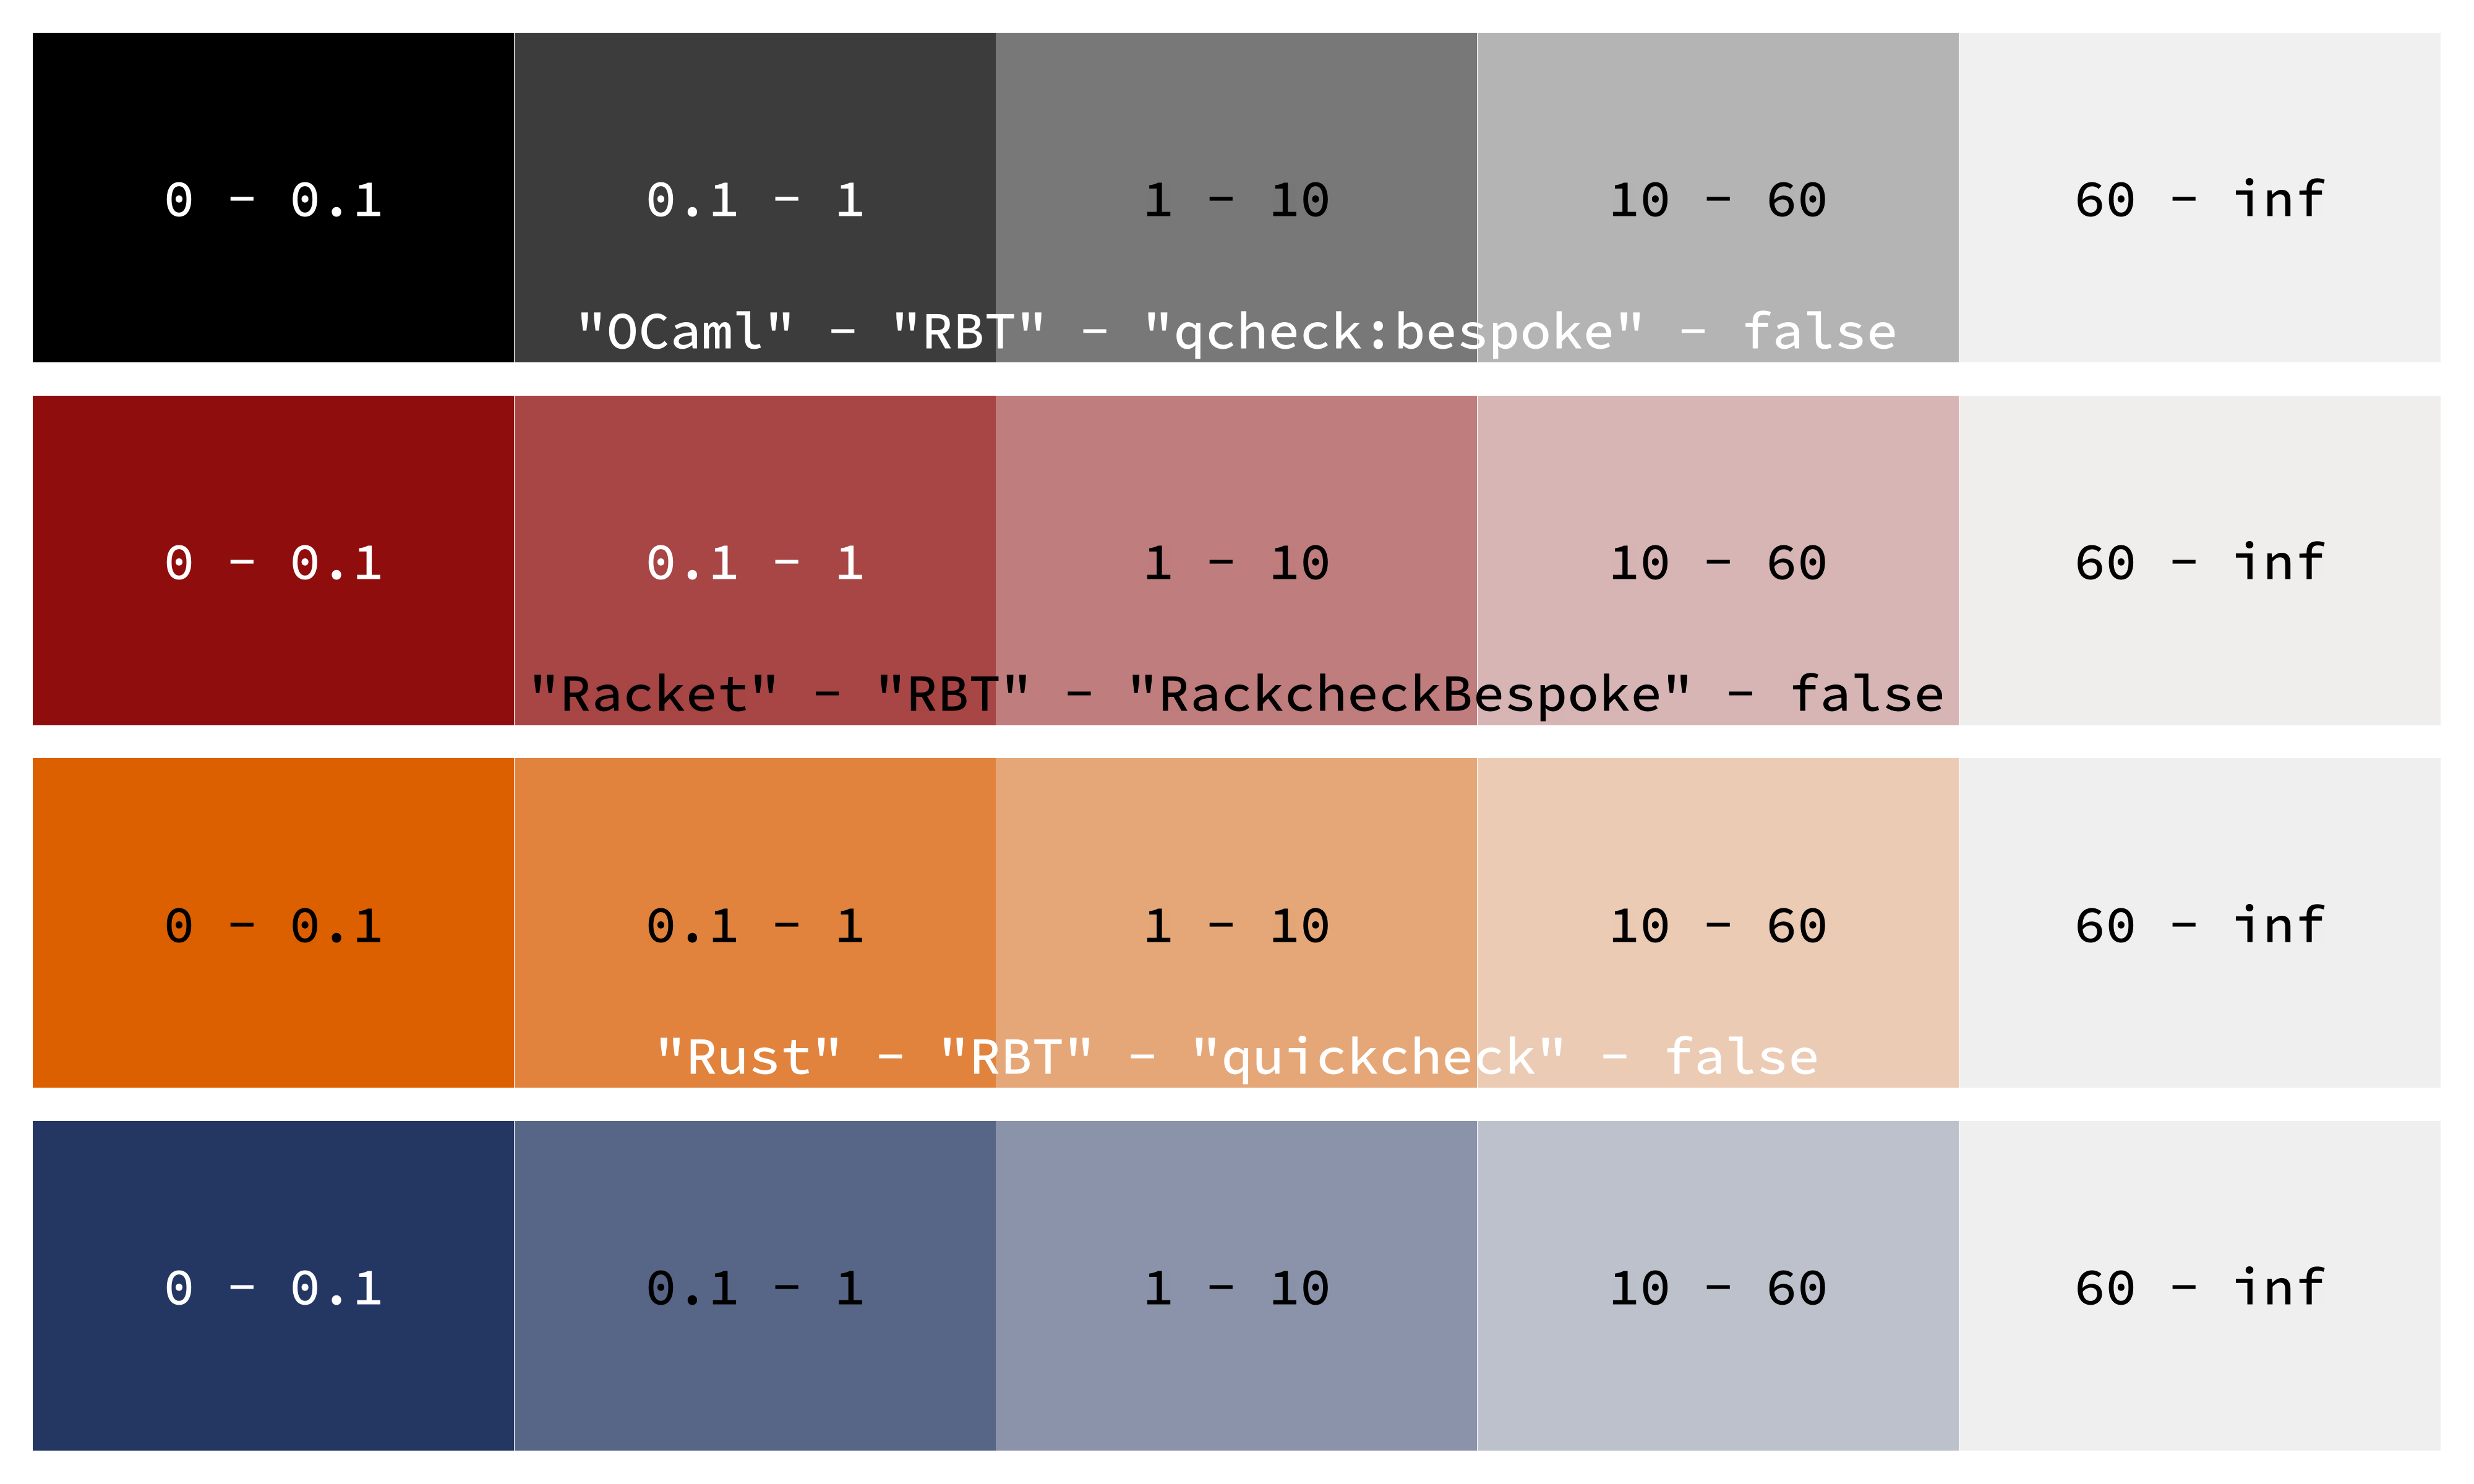 0 - 0.1 0.1 - 1 1 - 10 10 - 60 60 - inf
"OCaml" - "RBT" - "qcheck:bespoke" - false
0 - 0.1 0.1 - 1 1 - 10 10 - 60 60 - inf
"Racket" - "RBT" - "RackcheckBespoke" - false
0 - 0.1 0.1 - 1 1 - 10 10 - 60 60 - inf
"Rust" - "RBT" - "quickcheck" - false
0 - 0.1 0.1 - 1 1 - 10 10 - 60 60 - inf